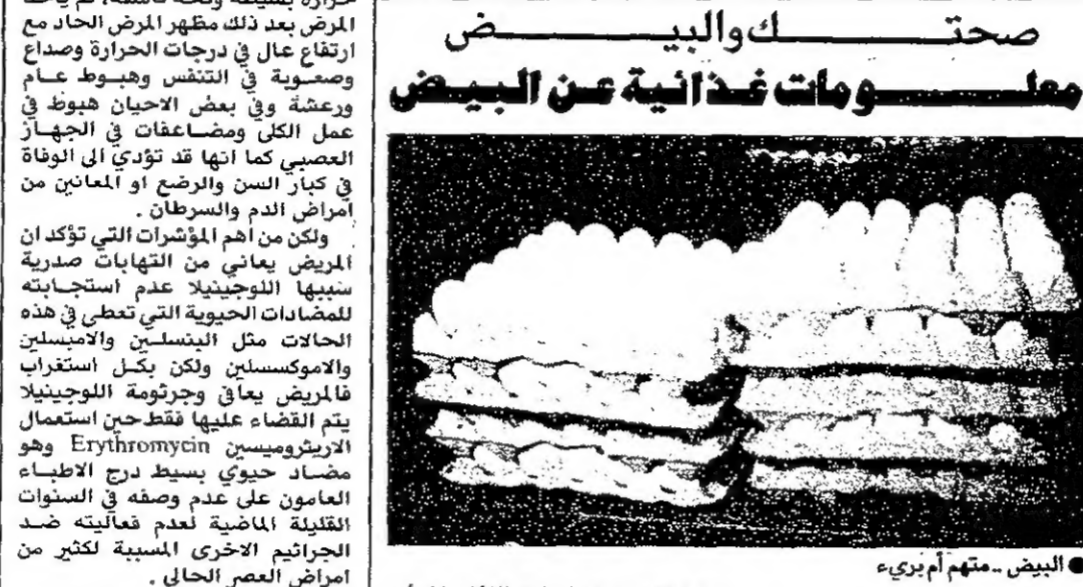 صحتك والبيض
معلومات غذائية عن البيض
● البيض .. متهم أم بريء
المرض بعد ذلك مظهر المرض الحاد مع
ارتفاع عال في درجات الحرارة وصداع
وصعوبة في التنفس وهبوط عام
ورعشة وفي بعض الاحيان هبوط في
عمل الكلى ومضاعفات في الجهاز
العصبي كما انها قد تؤدي الى الوفاة
في كبار السن والرضع او المعانين من
امراض الدم والسرطان .
ولكن من اهم المؤشرات التي تؤكد ان
المريض يعاني من التهابات صدرية
سببها اللوجينيلا عدم استجابته
للمضادات الحيوية التي تعطى في هذه
الحالات مثل البنسلين والامبسلين
والاموكسسلين ولكن بكل استغراب
فالمريض يعافى وجرثومة اللوجينيلا
يتم القضاء عليها فقط حين استعمال
الاريثروميسين Erythromycin وهو
مضاد حيوي بسيط درج الاطباء
العامون على عدم وصفه في السنوات
القليلة الماضية لعدم فعاليته ضد
الجراثيم الاخرى المسببة لكثير من
امراض العصر الحالي .